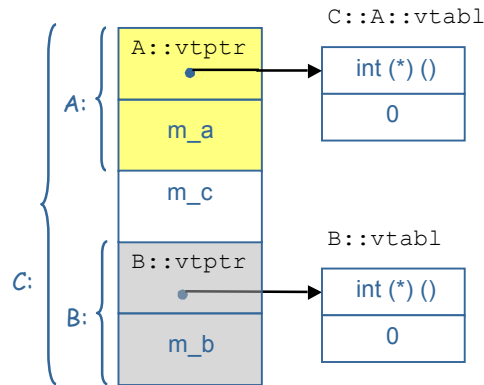 C::A::vtabl
A::vtptr
int (*) ()
A:
0
m_a
m_c
B::vtabl
B::vtptr
C:
int (*) ()
B:
0
m_b